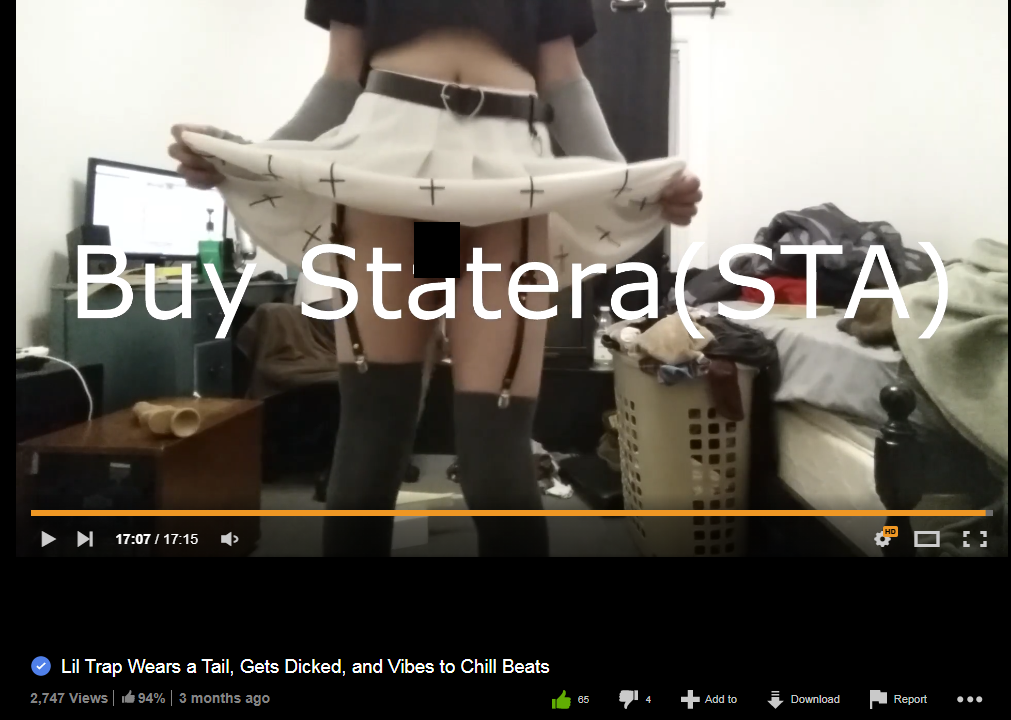 Buy Statera(STA)
17:07 / 17:15
HD
Lil Trap Wears a Tail, Gets Dicked, and Vibes to Chill Beats
2,747 Views 94% 3 months ago
65 4 Add to Download Report